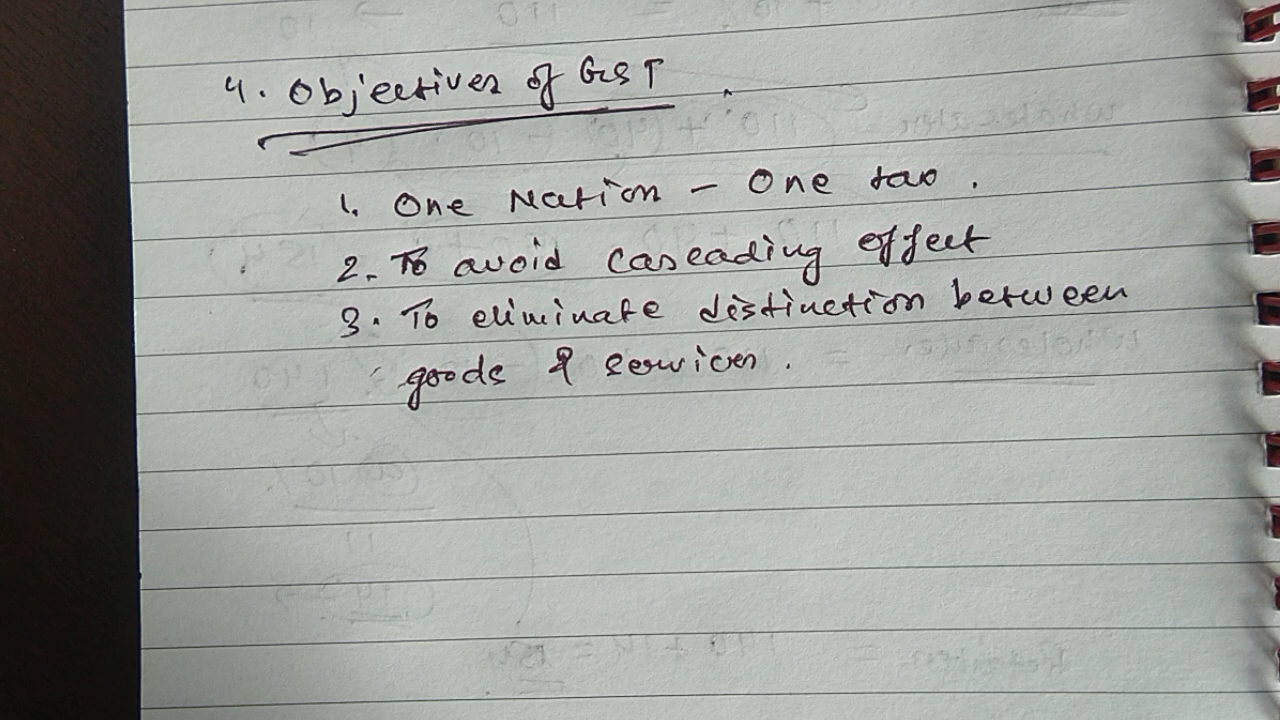 4. Objectives of GST
1. One Nation - One tax.
2. To avoid cascading effect
3. To eliminate distinction between
goods & services.